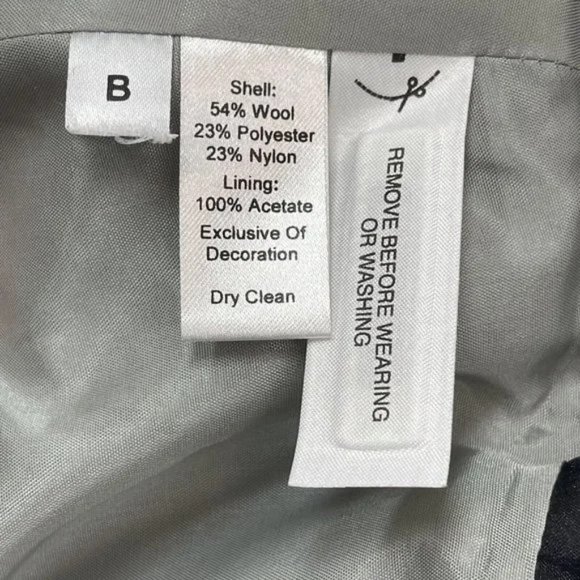 B
Shell:
54% Wool
23% Polyester
23% Nylon
Lining:
100% Acetate
Exclusive Of
Decoration
Dry Clean
REMOVE BEFORE WEARING
OR WASHING